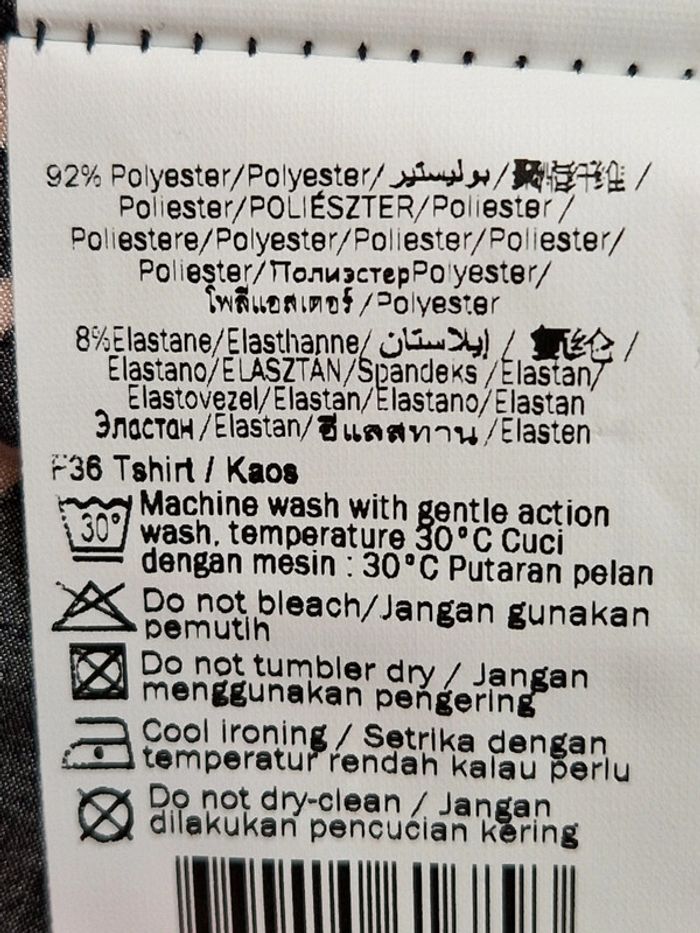 92% Polyester/Polyester/بوليستير/聚酯纤维/
Poliester/POLIÉSZTER/Poliester/
Poliestere/Polyester/Poliester/Poliester/
Poliester/ПолиэстерPolyester/
โพลีแอสเตอร์/Polyester
8%Elastane/Elasthanne/إيلاستان/
Elastano/ELASZTÁN/Spandeks/Elastan/
Elastovezel/Elastan/Elastano/Elastan
Эластан/Elastan/อีแลสทาน/Elasten
F36 Tshirt / Kaos
30° Machine wash with gentle action
wash, temperature 30°C Cuci
dengan mesin : 30°C Putaran pelan
Do not bleach/Jangan gunakan
pemutih
Do not tumbler dry / Jangan
menggunakan pengering
Cool ironing / Setrika dengan
temperatur rendah kalau perlu
Do not dry-clean / Jangan
dilakukan pencucian kering